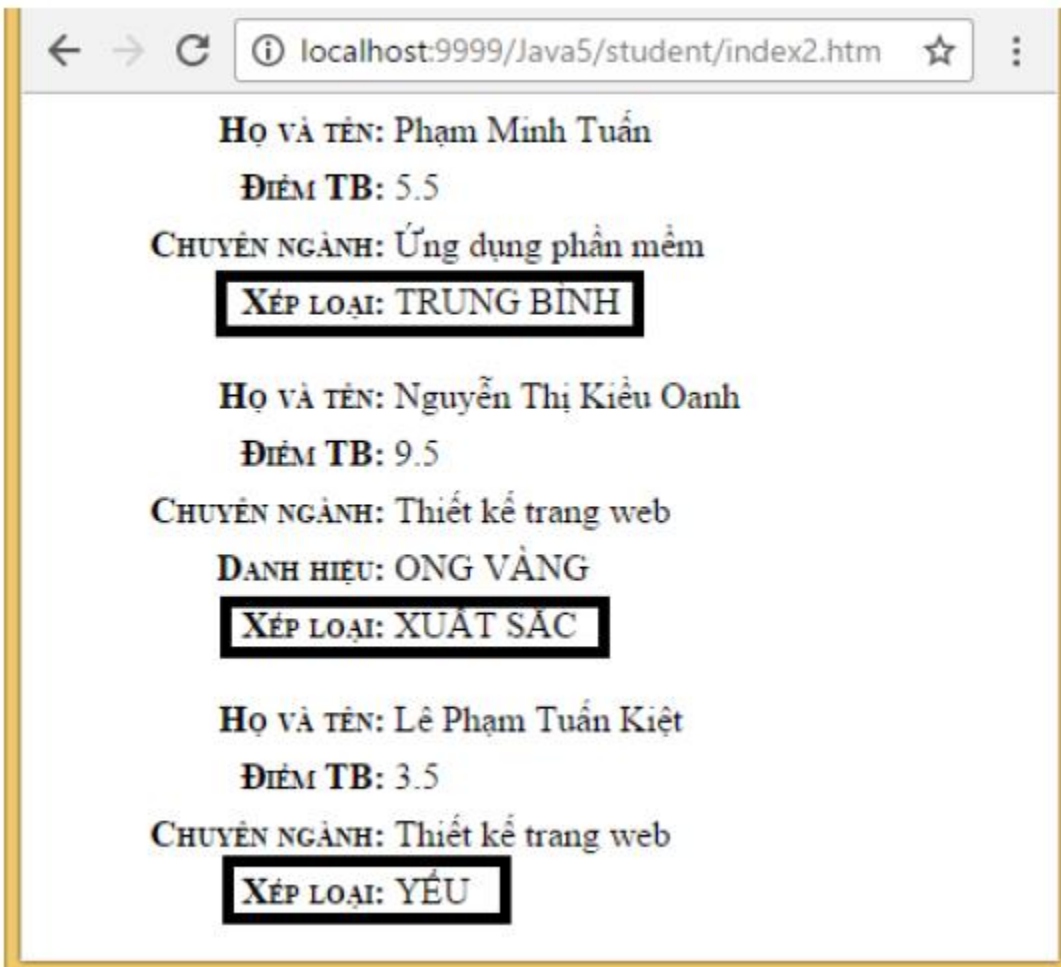 localhost:9999/Java5/student/index2.htm
Họ và tên: Phạm Minh Tuấn
Điểm TB: 5.5
Chuyên ngành: Ứng dụng phần mềm
Xếp loại: TRUNG BÌNH
Họ và tên: Nguyễn Thị Kiều Oanh
Điểm TB: 9.5
Chuyên ngành: Thiết kế trang web
Danh hiệu: ONG VÀNG
Xếp loại: XUẤT SẮC
Họ và tên: Lê Phạm Tuấn Kiệt
Điểm TB: 3.5
Chuyên ngành: Thiết kế trang web
Xếp loại: YẾU